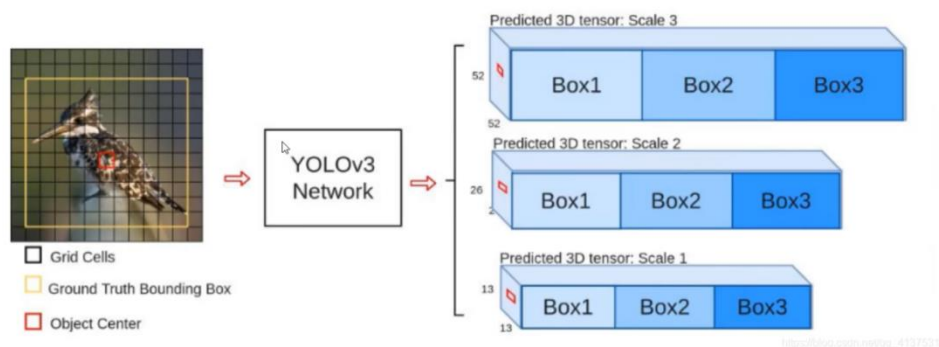 Predicted 3D tensor: Scale 3
52
Box1
Box2
Box3
52
Predicted 3D tensor: Scale 2
26
Box1
Box2
Box3
2
YOLOv3
Network
Predicted 3D tensor: Scale 1
13
Box1
Box2
Box3
13
Grid Cells
Ground Truth Bounding Box
Object Center